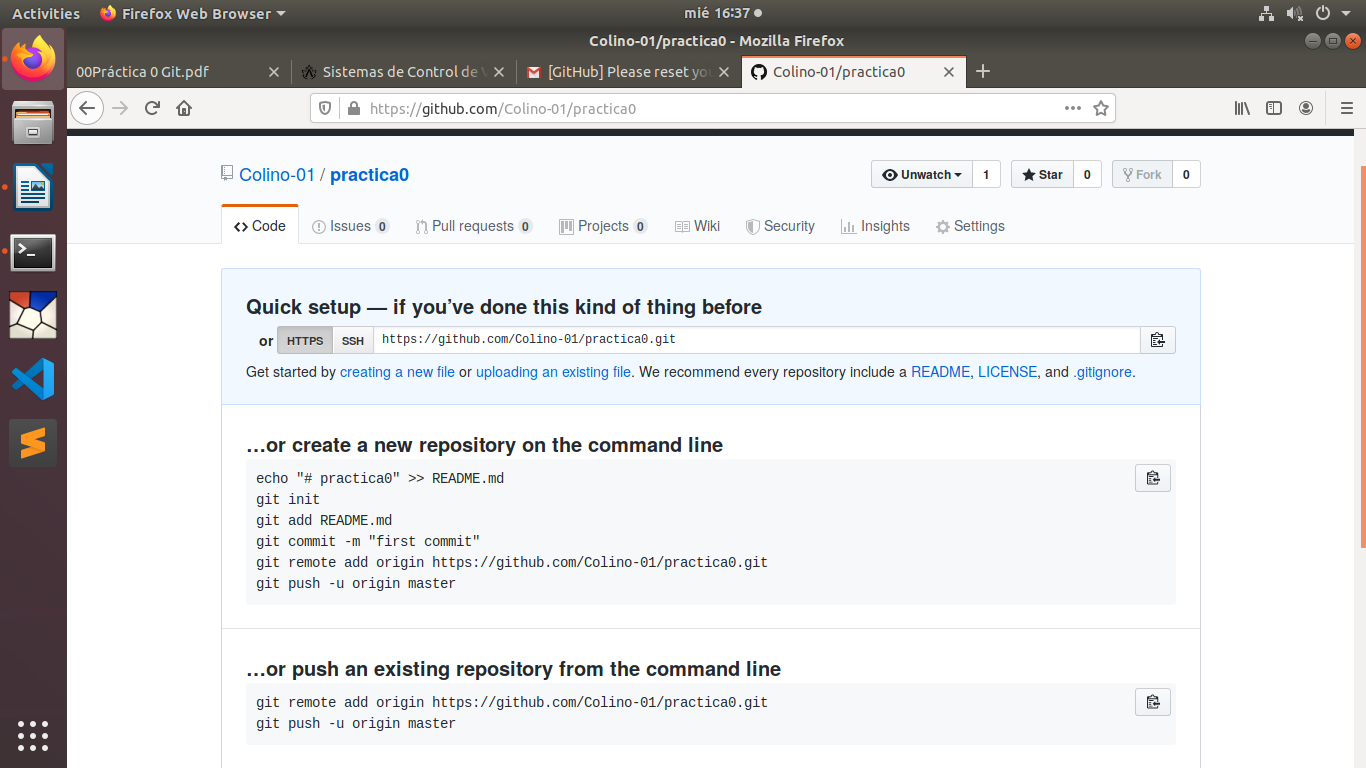 Activities Firefox Web Browser mié 16:37
Colino-01/practica0 - Mozilla Firefox
00Práctica 0 Git.pdf Sistemas de Control de V [GitHub] Please reset yo Colino-01/practica0
https://github.com/Colino-01/practica0
Colino-01 / practica0 Unwatch 1 Star 0 Fork 0
Code Issues 0 Pull requests 0 Projects 0 Wiki Security Insights Settings
Quick setup — if you’ve done this kind of thing before
or HTTPS SSH https://github.com/Colino-01/practica0.git
Get started by creating a new file or uploading an existing file. We recommend every repository include a README, LICENSE, and .gitignore.
…or create a new repository on the command line
echo "# practica0" >> README.md
git init
git add README.md
git commit -m "first commit"
git remote add origin https://github.com/Colino-01/practica0.git
git push -u origin master
…or push an existing repository from the command line
git remote add origin https://github.com/Colino-01/practica0.git
git push -u origin master